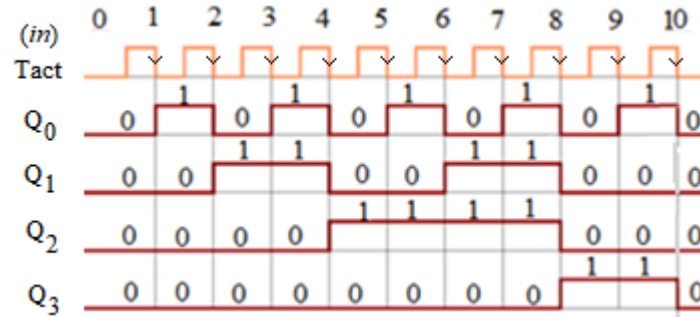 0 1 2 3 4 5 6 7 8 9 10
(in)
Tact
Q0 0 1 0 1 0 1 0 1 0 1 0
Q1 0 0 1 1 0 0 1 1 0 0 0
Q2 0 0 0 0 1 1 1 1 0 0 0
Q3 0 0 0 0 0 0 0 0 1 1 0